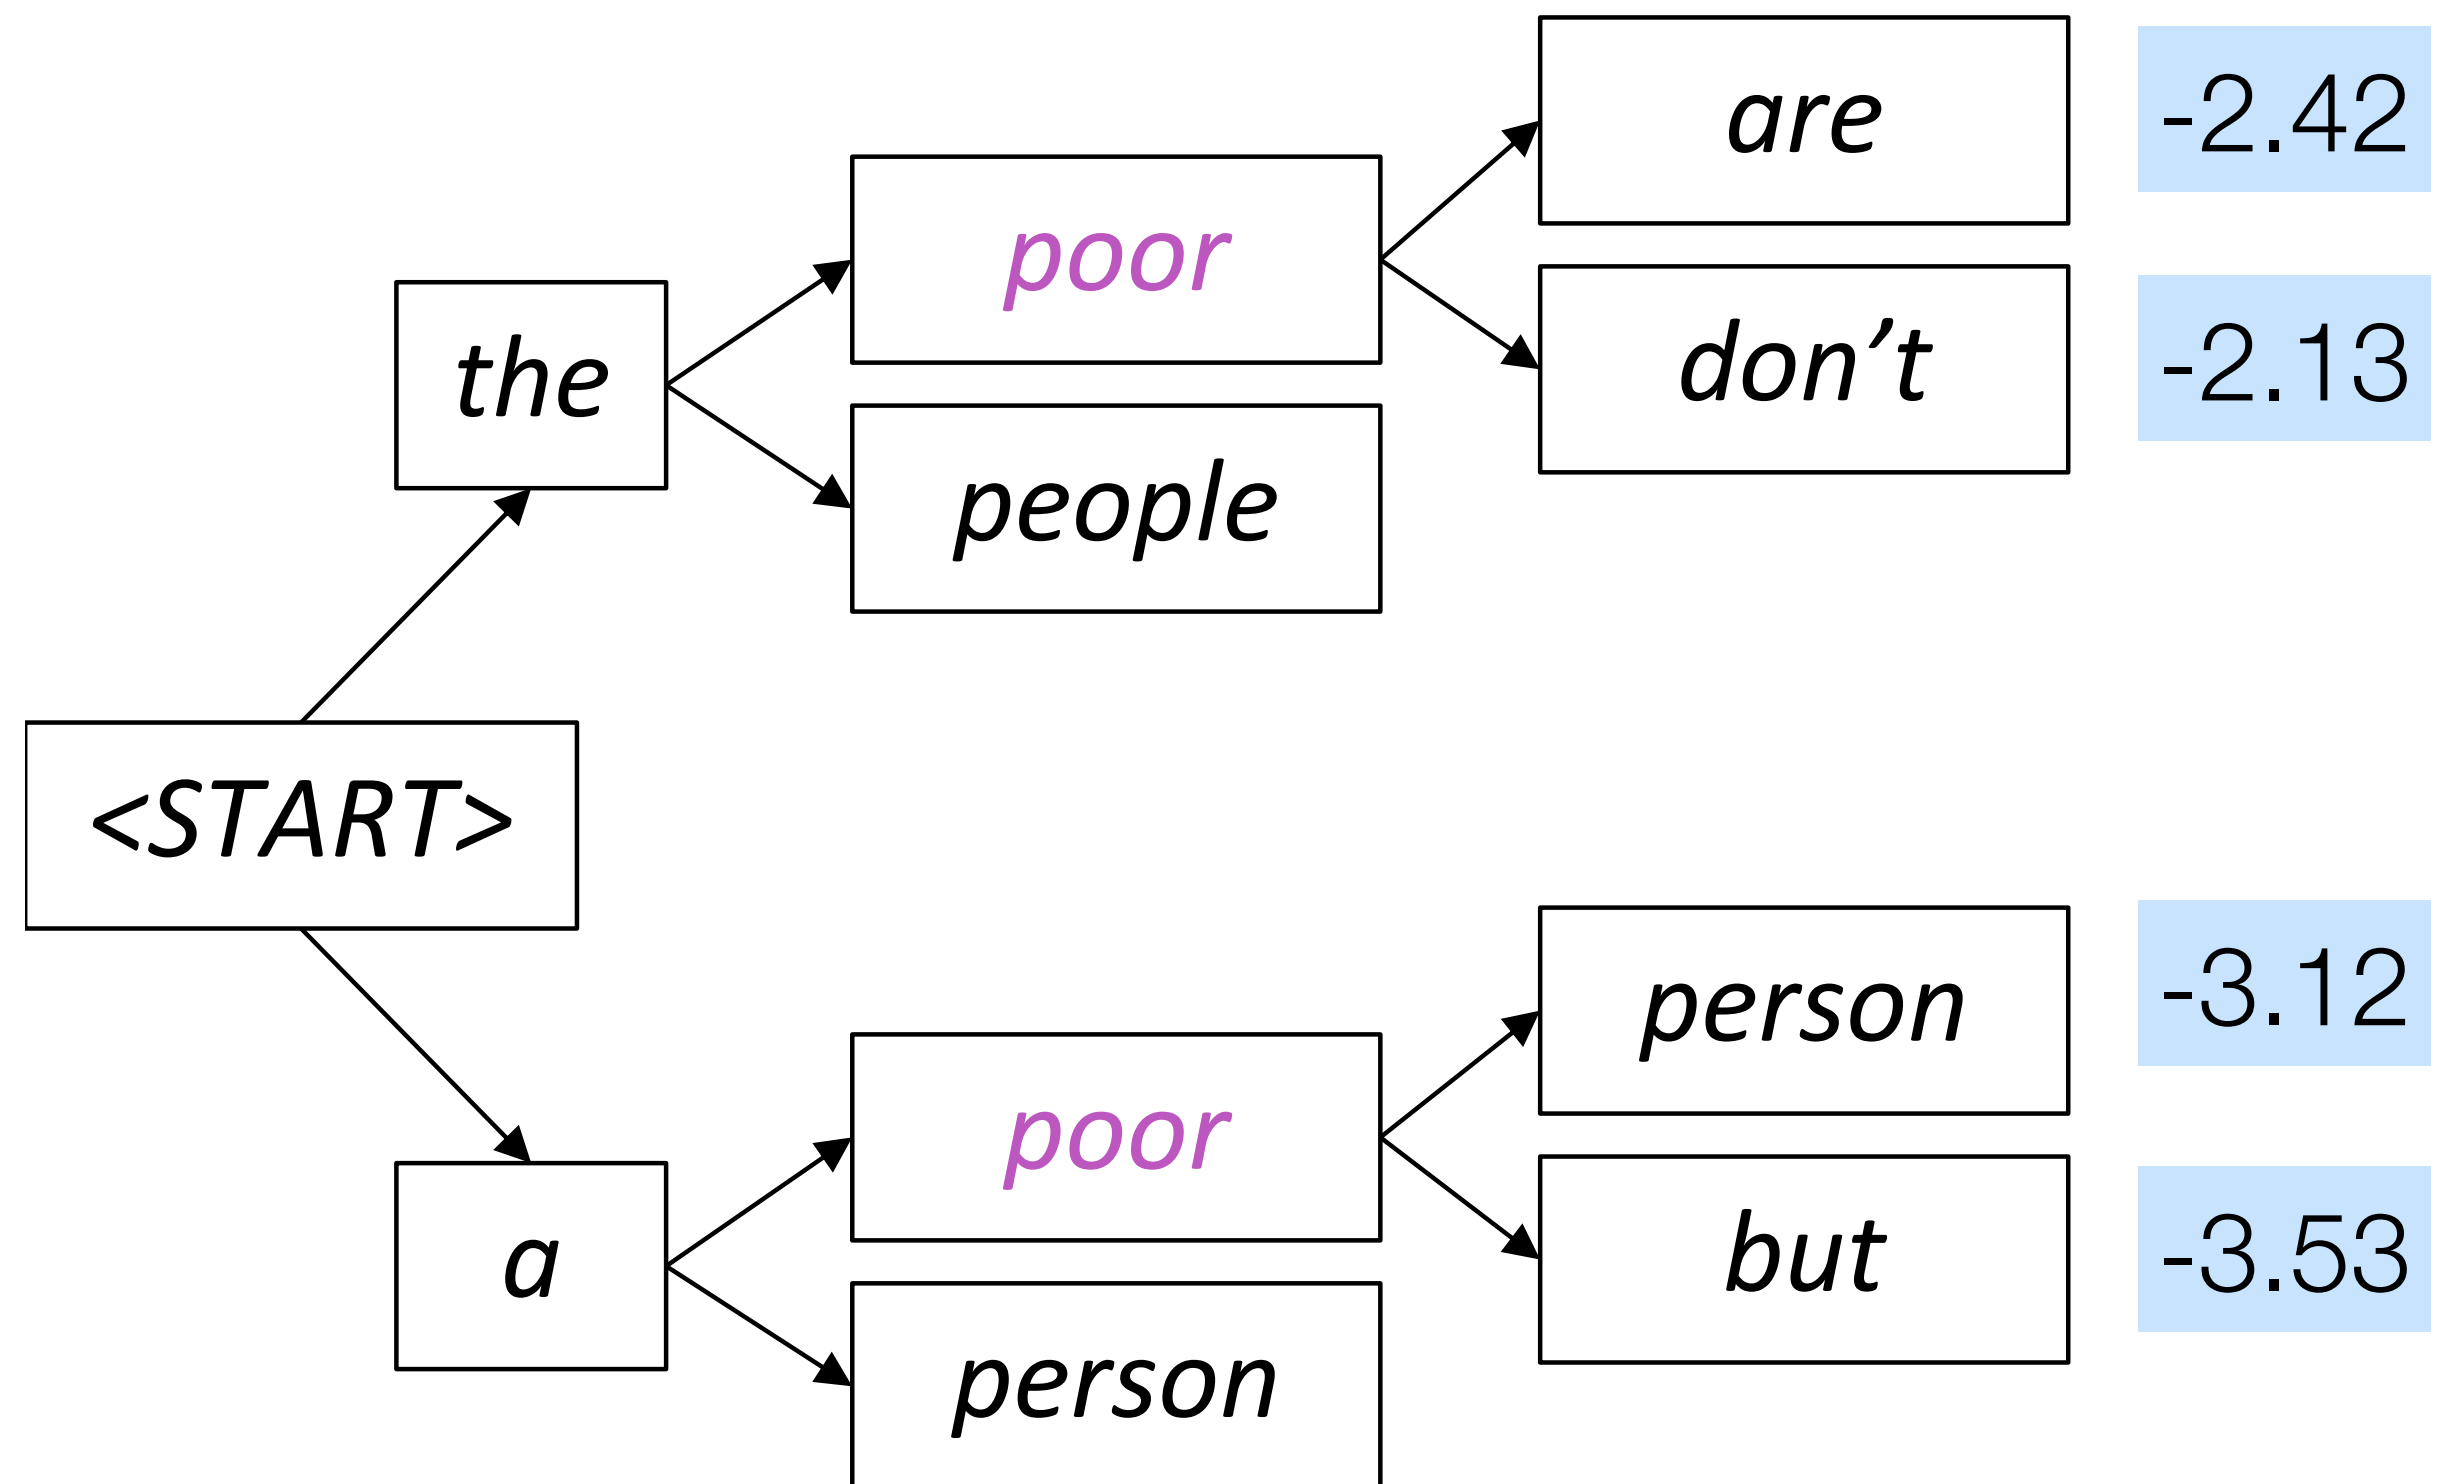 are
-2.42
poor
the
don’t
-2.13
people
<START>
person
-3.12
poor
a
but
-3.53
person